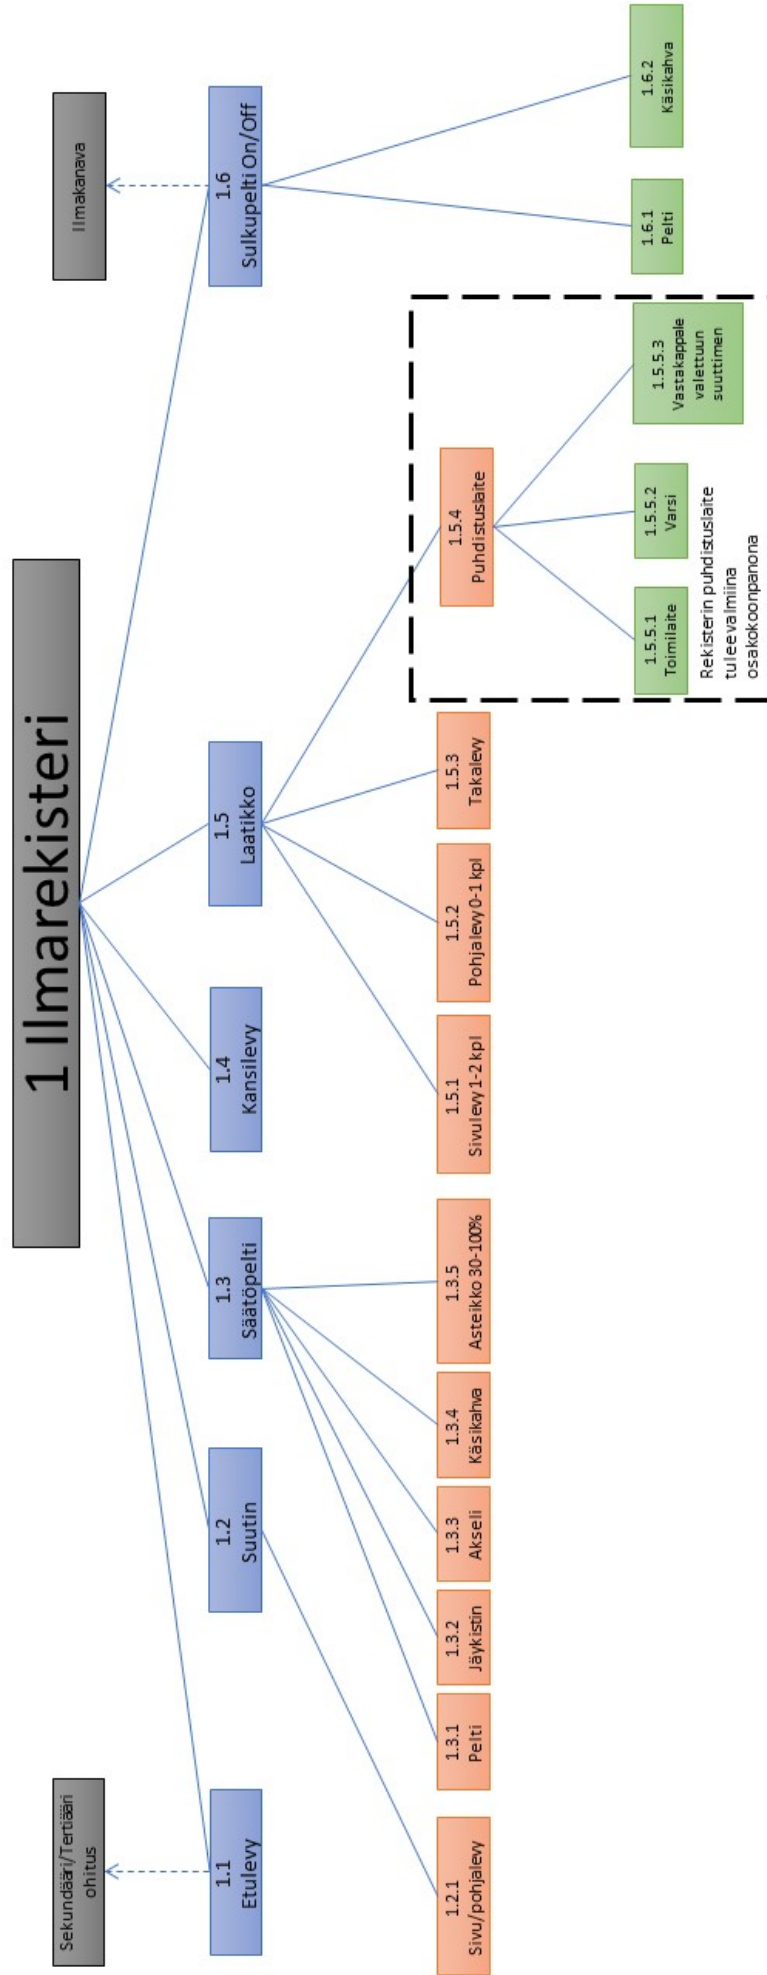 1 Ilmarekisteri
Sekundääri/Tertiääri
ohitus
Ilmakanava
1.1
Etulevy
1.2
Suutin
1.3
Säätöpelti
1.4
Kansilevy
1.5
Laatikko
1.6
Sulkupelti On/Off
1.2.1
Sivu/pohjalevy
1.3.1
Pelti
1.3.2
Jäykistin
1.3.3
Akseli
1.3.4
Käsikahva
1.3.5
Asteikko 30-100%
1.5.1
Sivulevy 1-2 kpl
1.5.2
Pohjalevy 0-1 kpl
1.5.3
Takalevy
1.5.4
Puhdistuslaite
1.5.5.1
Toimilaite
1.5.5.2
Varsi
1.5.5.3
Vastakappale
valettuun
suuttimen
1.6.1
Pelti
1.6.2
Käsikahva
Rekisterin puhdistuslaite
tulee valmiina
osakokoonpanona